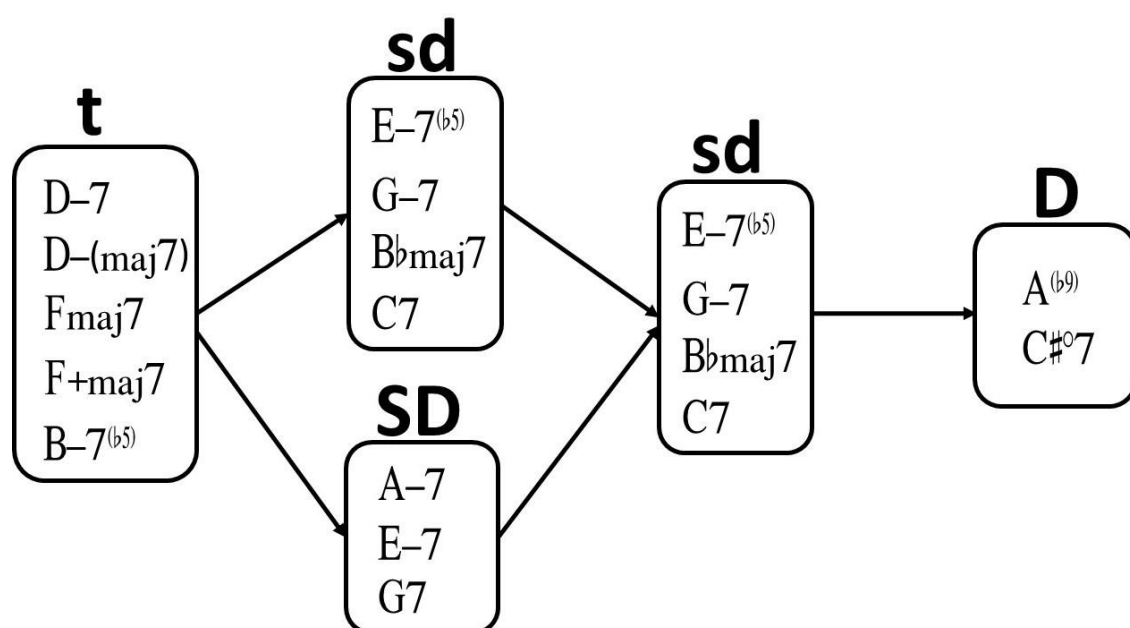 t
D–7
D–(maj7)
Fmaj7
F+maj7
B–7(♭5)
sd
E–7(♭5)
G–7
B♭maj7
C7
SD
A–7
E–7
G7
sd
E–7(♭5)
G–7
B♭maj7
C7
D
A(♭9)
C♯°7